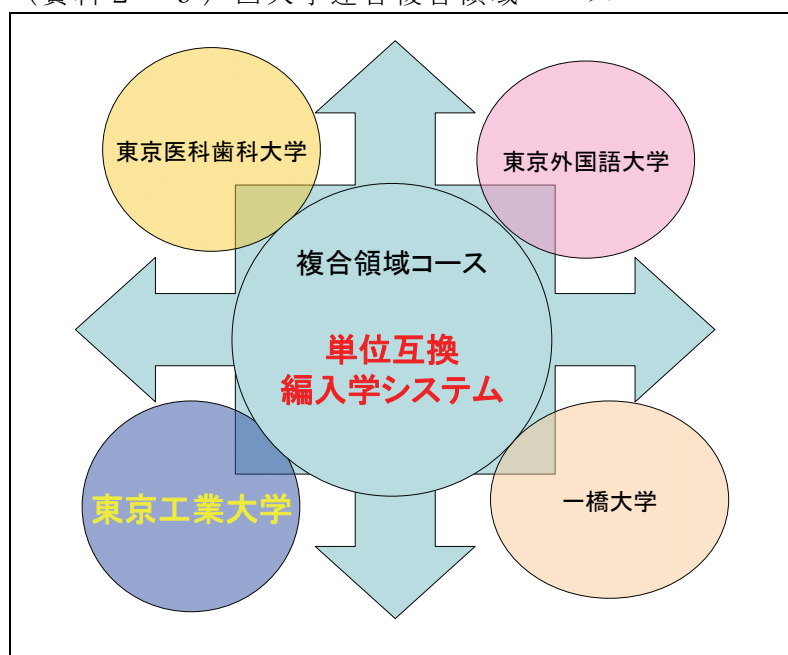 東京医科歯科大学
東京外国語大学
複合領域コース
単位互換
編入学システム
東京工業大学
一橋大学